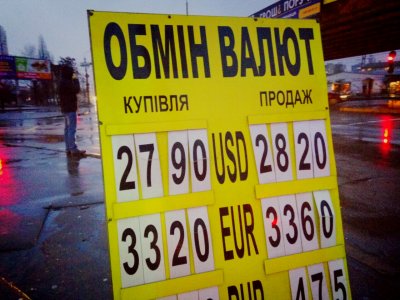 ОБМІН ВАЛЮТ
КУПІВЛЯ ПРОДАЖ
27 90 USD 28 20
33 20 EUR 33 60